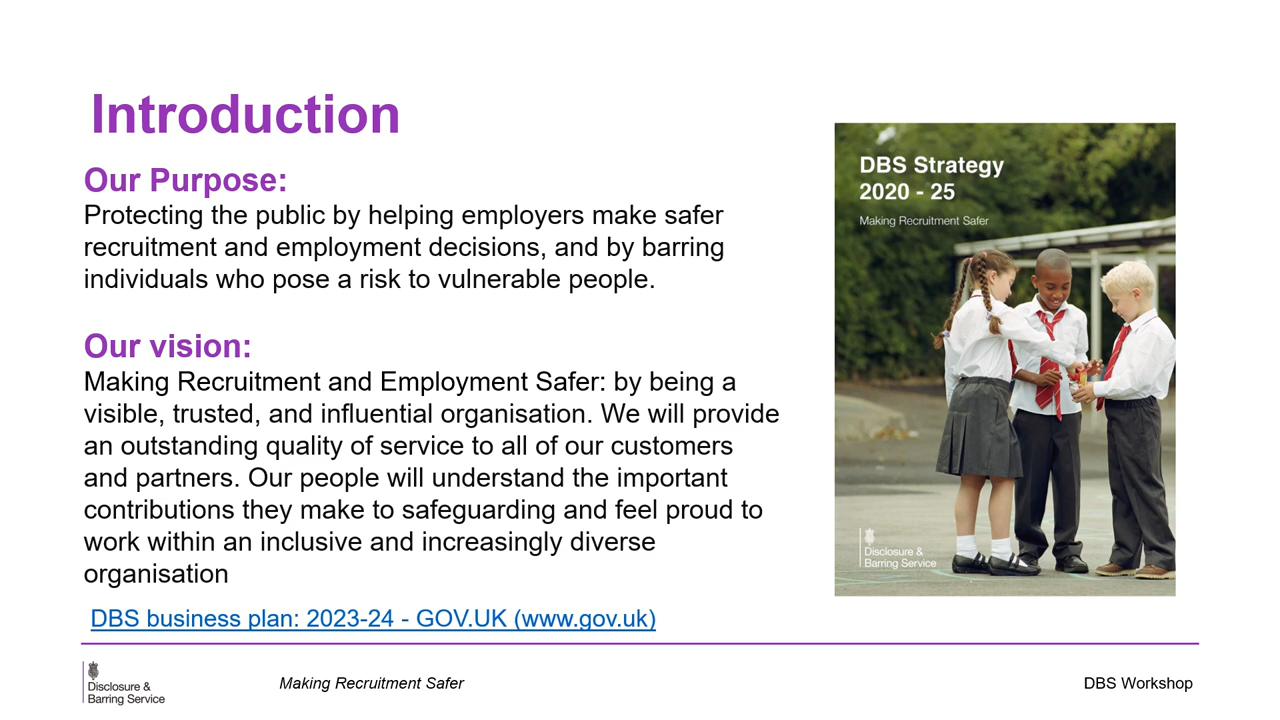 Introduction
Our Purpose:
Protecting the public by helping employers make safer
recruitment and employment decisions, and by barring
individuals who pose a risk to vulnerable people.
Our vision:
Making Recruitment and Employment Safer: by being a
visible, trusted, and influential organisation. We will provide
an outstanding quality of service to all of our customers
and partners. Our people will understand the important
contributions they make to safeguarding and feel proud to
work within an inclusive and increasingly diverse
organisation
DBS business plan: 2023-24 - GOV.UK (www.gov.uk)
DBS Strategy
2020 - 25
Making Recruitment Safer
Disclosure &
Barring Service
Disclosure &
Barring Service
Making Recruitment Safer
DBS Workshop